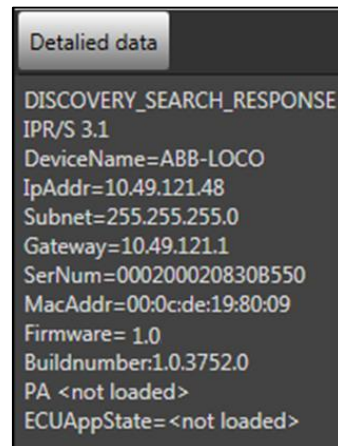 Detalied data
DISCOVERY_SEARCH_RESPONSE
IPR/S 3.1
DeviceName=ABB-LOCO
IpAddr=10.49.121.48
Subnet=255.255.255.0
Gateway=10.49.121.1
SerNum=000200020830B550
MacAddr=00:0c:de:19:80:09
Firmware= 1.0
Buildnumber:1.0.3752.0
PA <not loaded>
ECUAppState=<not loaded>